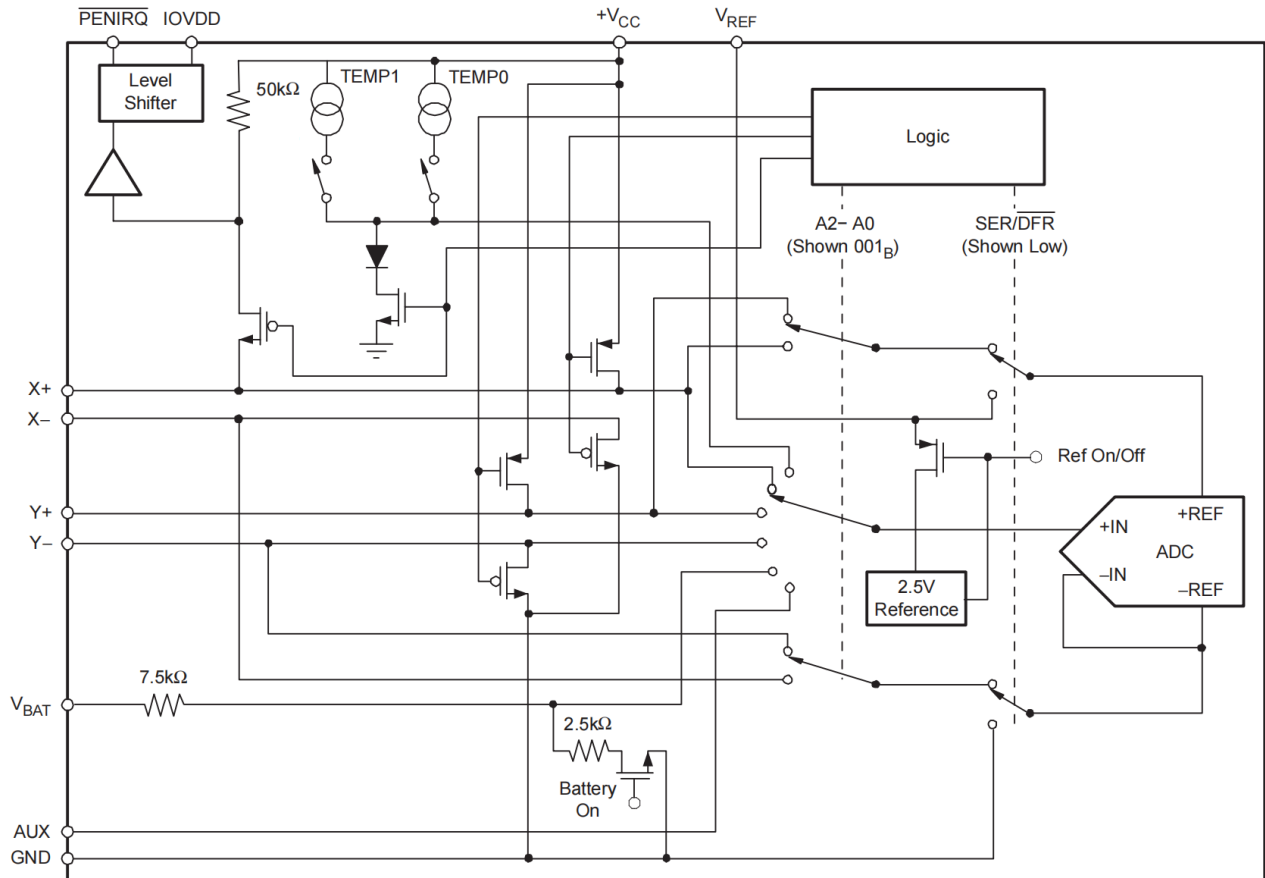 PENIRQ IOVDD +VCC VREF
Level
Shifter
50kΩ
TEMP1
TEMP0
Logic
A2− A0
(Shown 001B)
SER/DFR
(Shown Low)
X+
X−
Ref On/Off
Y+
Y−
+IN
+REF
ADC
−IN
−REF
2.5V
Reference
7.5kΩ
VBAT
2.5kΩ
Battery
On
AUX
GND